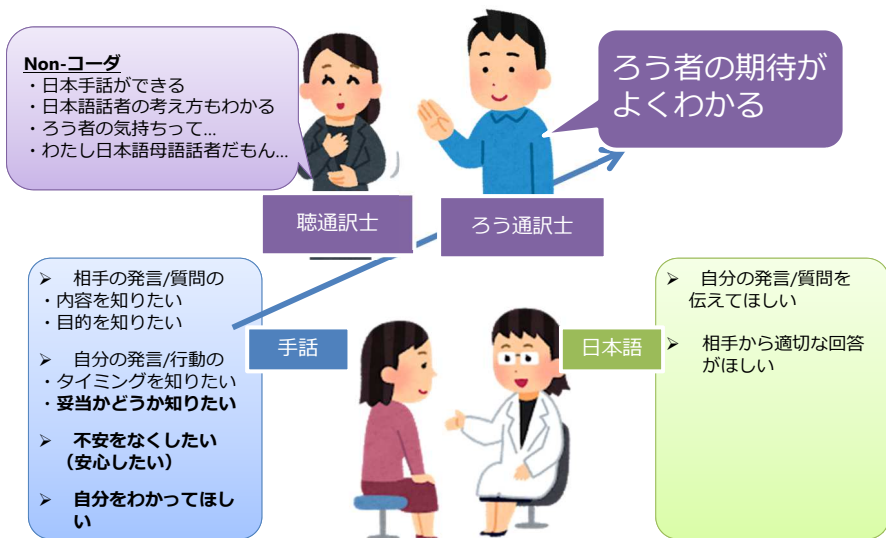 Non-コーダ
・日本手話ができる
・日本語話者の考え方もわかる
・ろう者の気持ちって…
・わたし日本語母語話者だもん…
ろう者の期待が
よくわかる
聴通訳士
ろう通訳士
➢ 相手の発言/質問の
・内容を知りたい
・目的を知りたい
➢ 自分の発言/行動の
・タイミングを知りたい
・妥当かどうか知りたい
➢ 不安をなくしたい
（安心したい）
➢ 自分をわかってほし
い
手話
日本語
➢ 自分の発言/質問を
伝えてほしい
➢ 相手から適切な回答
がほしい